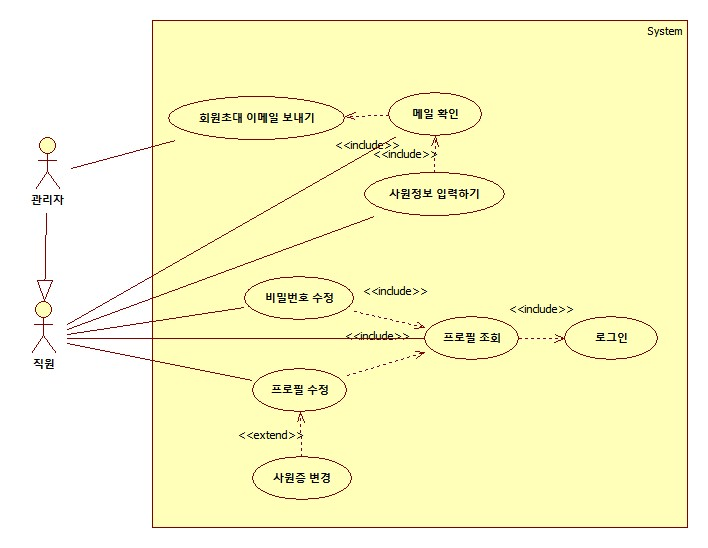 System
회원초대 이메일 보내기
메일 확인
<<include>>
<<include>>
사원정보 입력하기
관리자
비밀번호 수정
<<include>>
<<include>>
<<include>>
프로필 조회
로그인
직원
프로필 수정
<<extend>>
사원증 변경